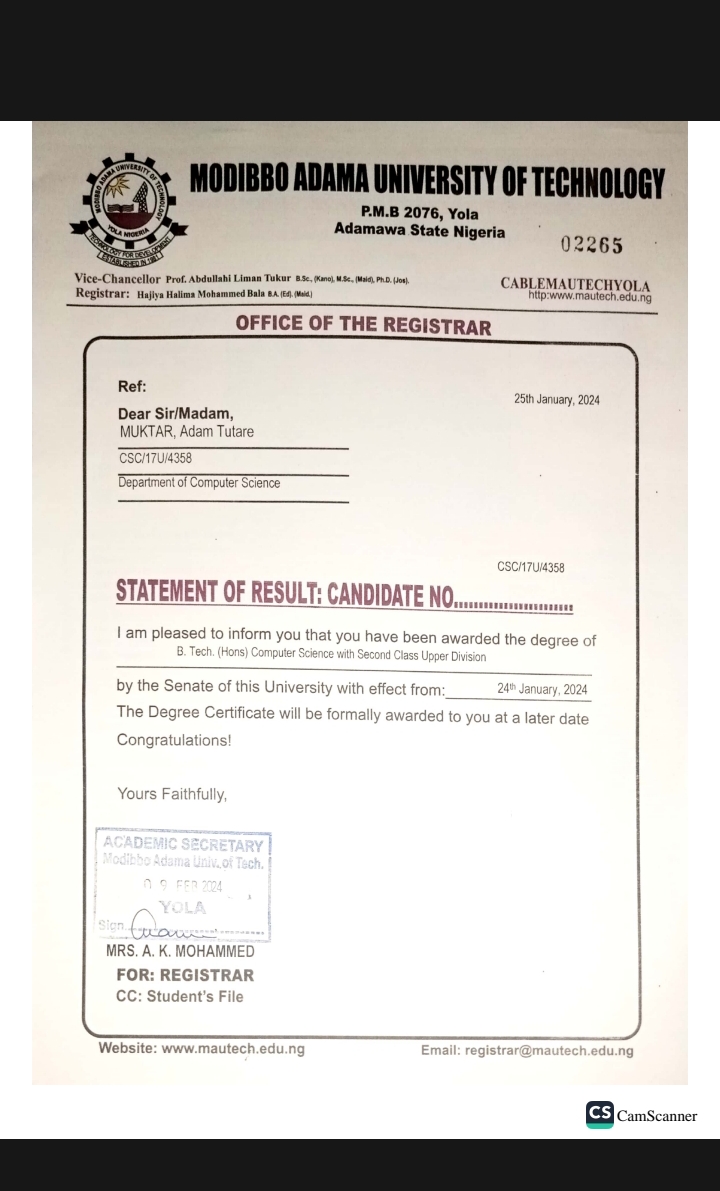 MODIBBO ADAMA UNIVERSITY OF TECHNOLOGY
YOLA NIGERIA
TECHNOLOGY FOR DEVELOPMENT
ESTABLISHED IN 1981
MODIBBO ADAMA UNIVERSITY OF TECHNOLOGY
P.M.B 2076, Yola
Adamawa State Nigeria
02265
Vice-Chancellor Prof. Abdullahi Liman Tukur B.Sc., (Kano), M.Sc., (Maid), Ph.D. (Jos),
Registrar: Hajiya Halima Mohammed Bala B.A. (Ed). (Maid.)
CABLEMAUTECHYOLA
http:www.mautech.edu.ng
OFFICE OF THE REGISTRAR
Ref:
25th January, 2024
Dear Sir/Madam,
MUKTAR, Adam Tutare
CSC/17U/4358
Department of Computer Science
CSC/17U/4358
STATEMENT OF RESULT: CANDIDATE NO........................
I am pleased to inform you that you have been awarded the degree of
B. Tech. (Hons) Computer Science with Second Class Upper Division
by the Senate of this University with effect from: 24th January, 2024
The Degree Certificate will be formally awarded to you at a later date
Congratulations!
Yours Faithfully,
ACADEMIC SECRETARY
Modibbo Adama Univ. of Tech.
09 FEB 2024
YOLA
Sign
MRS. A. K. MOHAMMED
FOR: REGISTRAR
CC: Student's File
Website: www.mautech.edu.ng
Email: registrar@mautech.edu.ng
CS CamScanner